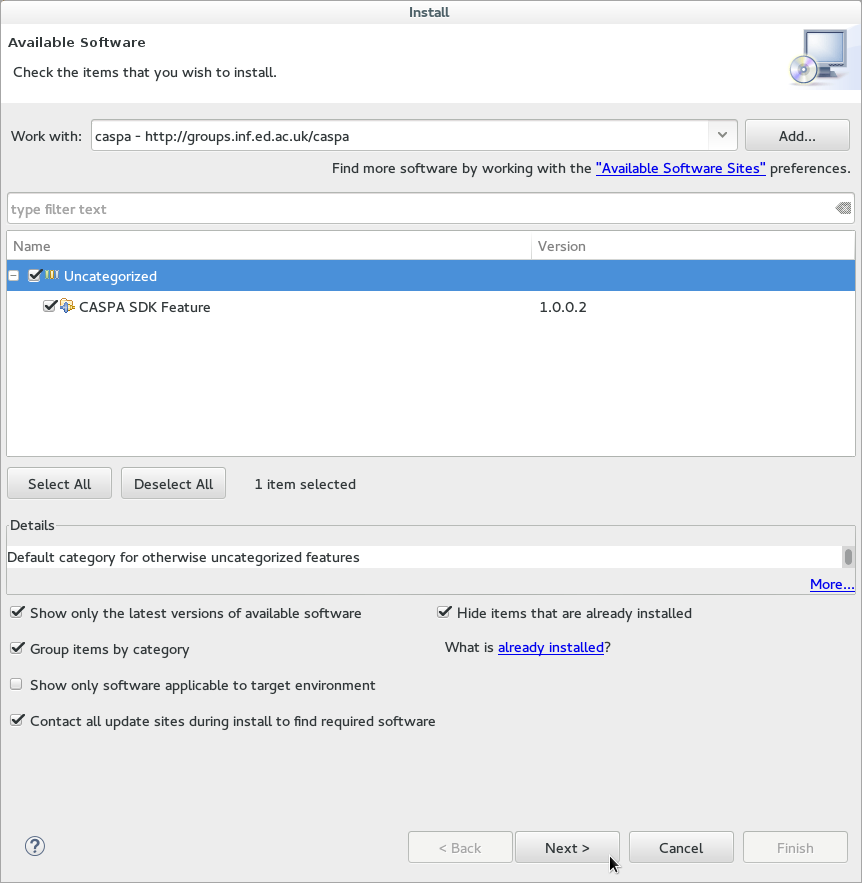 Install
Available Software
Check the items that you wish to install.
Work with: caspa - http://groups.inf.ed.ac.uk/caspa Add...
Find more software by working with the "Available Software Sites" preferences.
type filter text
Name Version
Uncategorized
CASPA SDK Feature 1.0.0.2
Select All Deselect All 1 item selected
Details
Default category for otherwise uncategorized features
More...
Show only the latest versions of available software Hide items that are already installed
Group items by category What is already installed?
Show only software applicable to target environment
Contact all update sites during install to find required software
? < Back Next > Cancel Finish